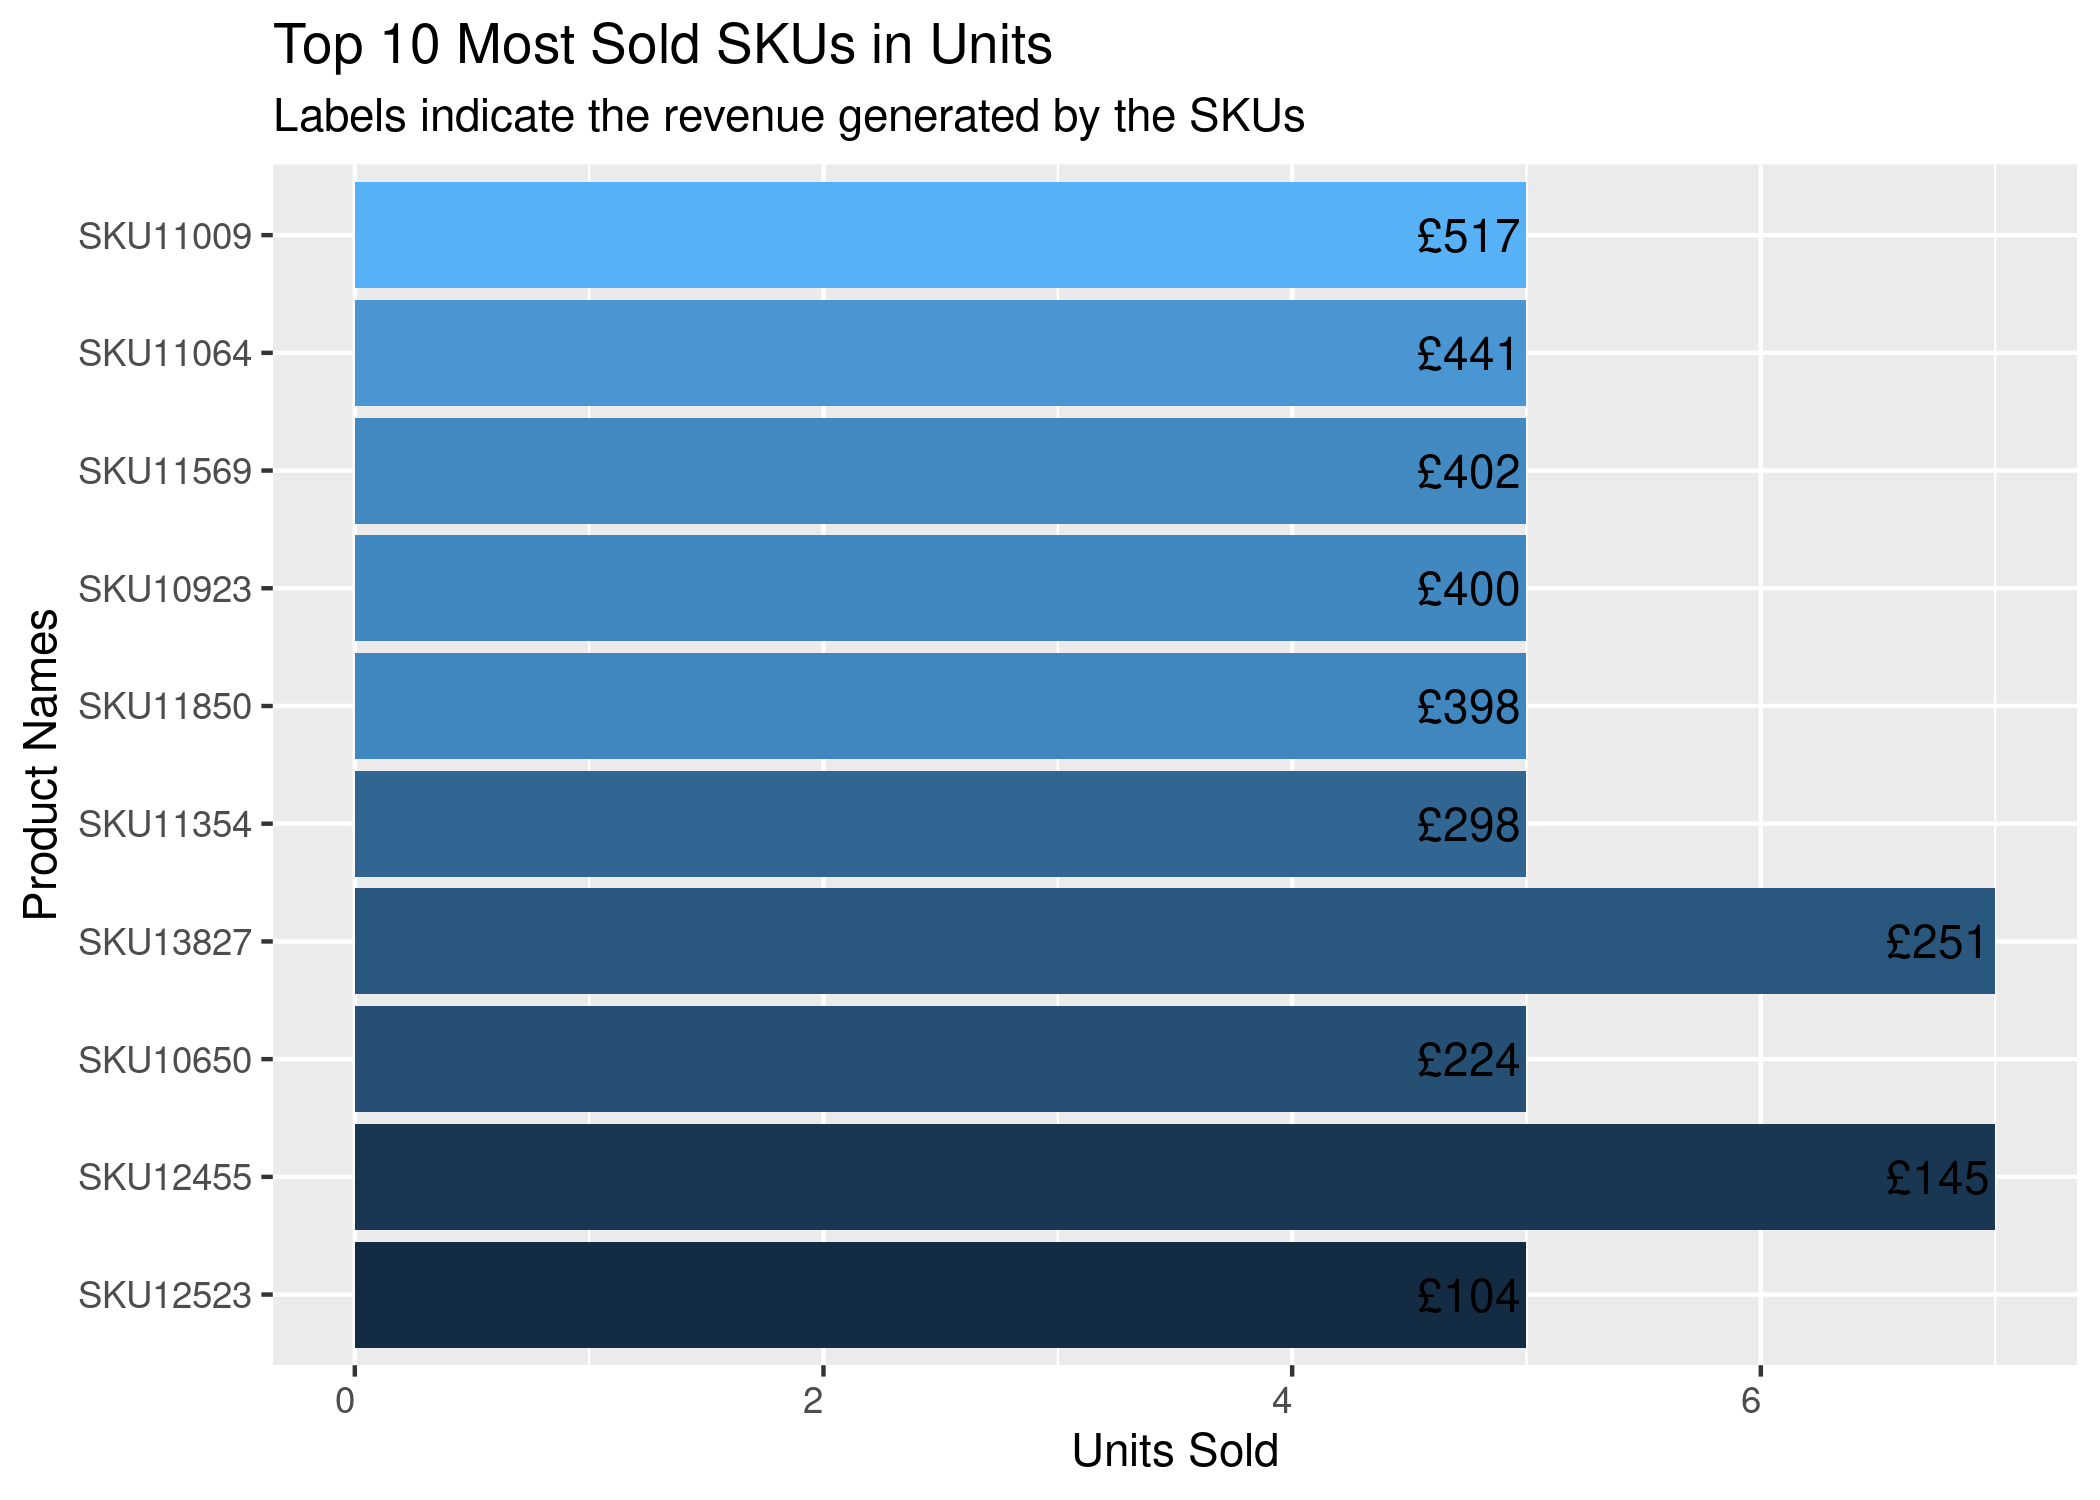 Top 10 Most Sold SKUs in Units
Labels indicate the revenue generated by the SKUs
Product Names
SKU11009 £517
SKU11064 £441
SKU11569 £402
SKU10923 £400
SKU11850 £398
SKU11354 £298
SKU13827 £251
SKU10650 £224
SKU12455 £145
SKU12523 £104
0 2 4 6
Units Sold